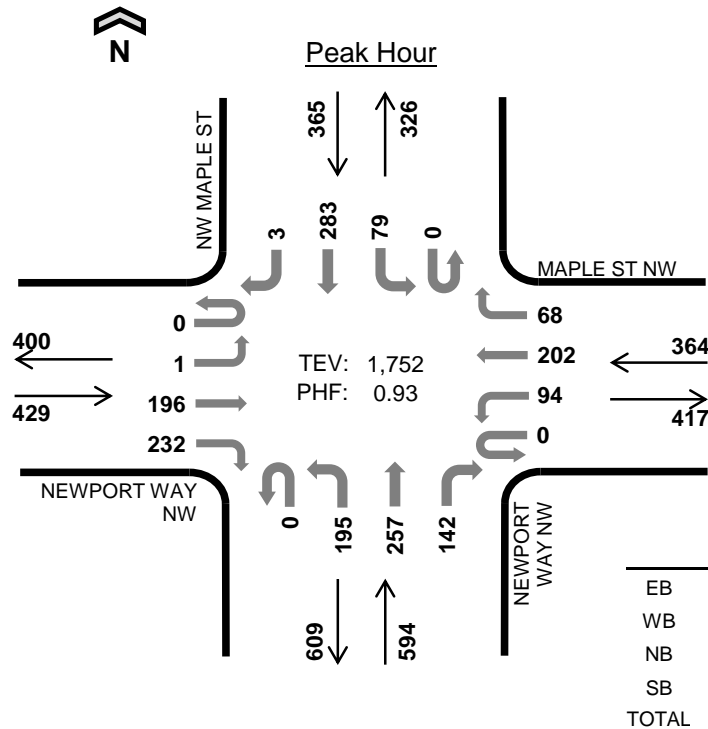 N
Peak Hour
365
326
NW MAPLE ST
3
283
79
0
MAPLE ST NW
0
68
400
1
TEV: 1,752
202
364
429
196
PHF: 0.93
94
417
232
0
NEWPORT WAY
NW
0
195
257
142
NEWPORT
WAY NW
609
594
EB
WB
NB
SB
TOTAL